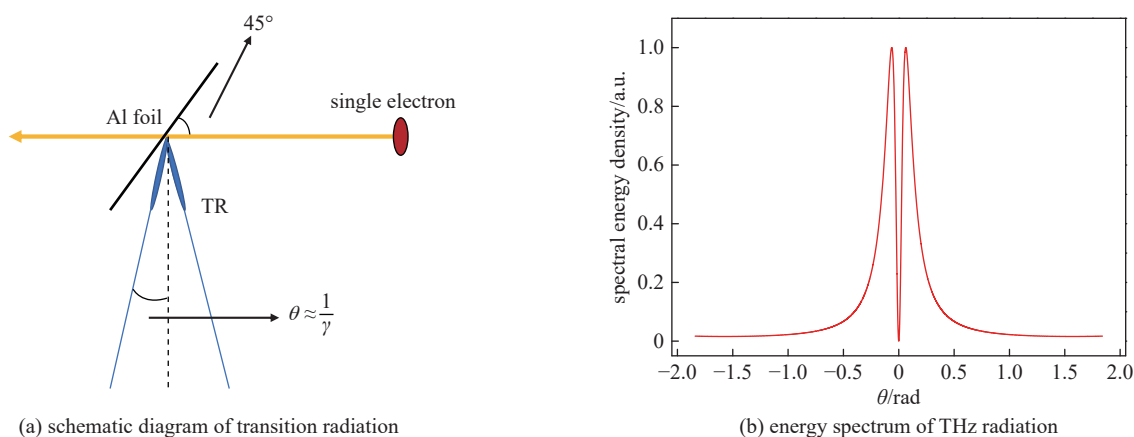 45°
single electron
Al foil
TR
θ ≈ 1/γ
(a) schematic diagram of transition radiation
spectral energy density/a.u.
1.0
0.8
0.6
0.4
0.2
0
−2.0 −1.5 −1.0 −0.5 0 0.5 1.0 1.5 2.0
θ/rad
(b) energy spectrum of THz radiation